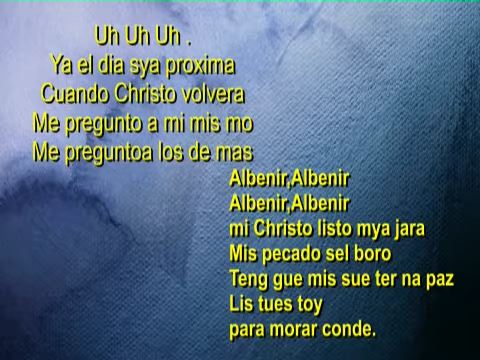 Uh Uh Uh .
Ya el dia sya proxima
Cuando Christo volvera
Me pregunto a mi mis mo
Me preguntoa los de mas
Albenir,Albenir
Albenir,Albenir
mi Christo listo mya jara
Mis pecado sel boro
Teng gue mis sue ter na paz
Lis tues toy
para morar conde.